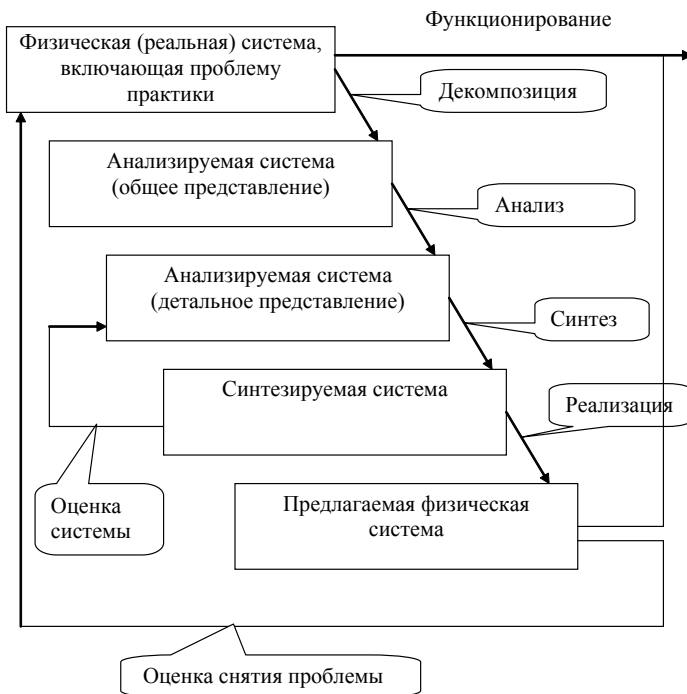 Функционирование
Физическая (реальная) система,
включающая проблему
практики
Декомпозиция
Анализируемая система
(общее представление)
Анализ
Анализируемая система
(детальное представление)
Синтез
Синтезируемая система
Реализация
Оценка
системы
Предлагаемая физическая
система
Оценка снятия проблемы